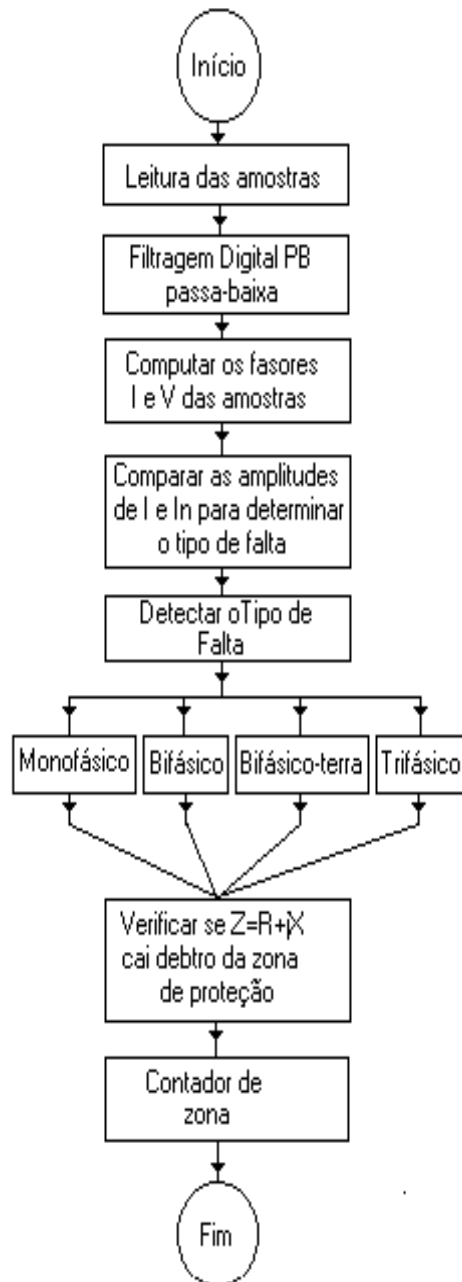 Início
Leitura das amostras
Filtragem Digital PB
passa-baixa
Computar os fasores
I e V das amostras
Comparar as amplitudes
de I e In para determinar
o tipo de falta
Detectar oTipo de
Falta
Monofásico
Bifásico
Bifásico-terra
Trifásico
Verificar se Z=R+jX
cai debtro da zona
de proteção
Contador de
zona
Fim